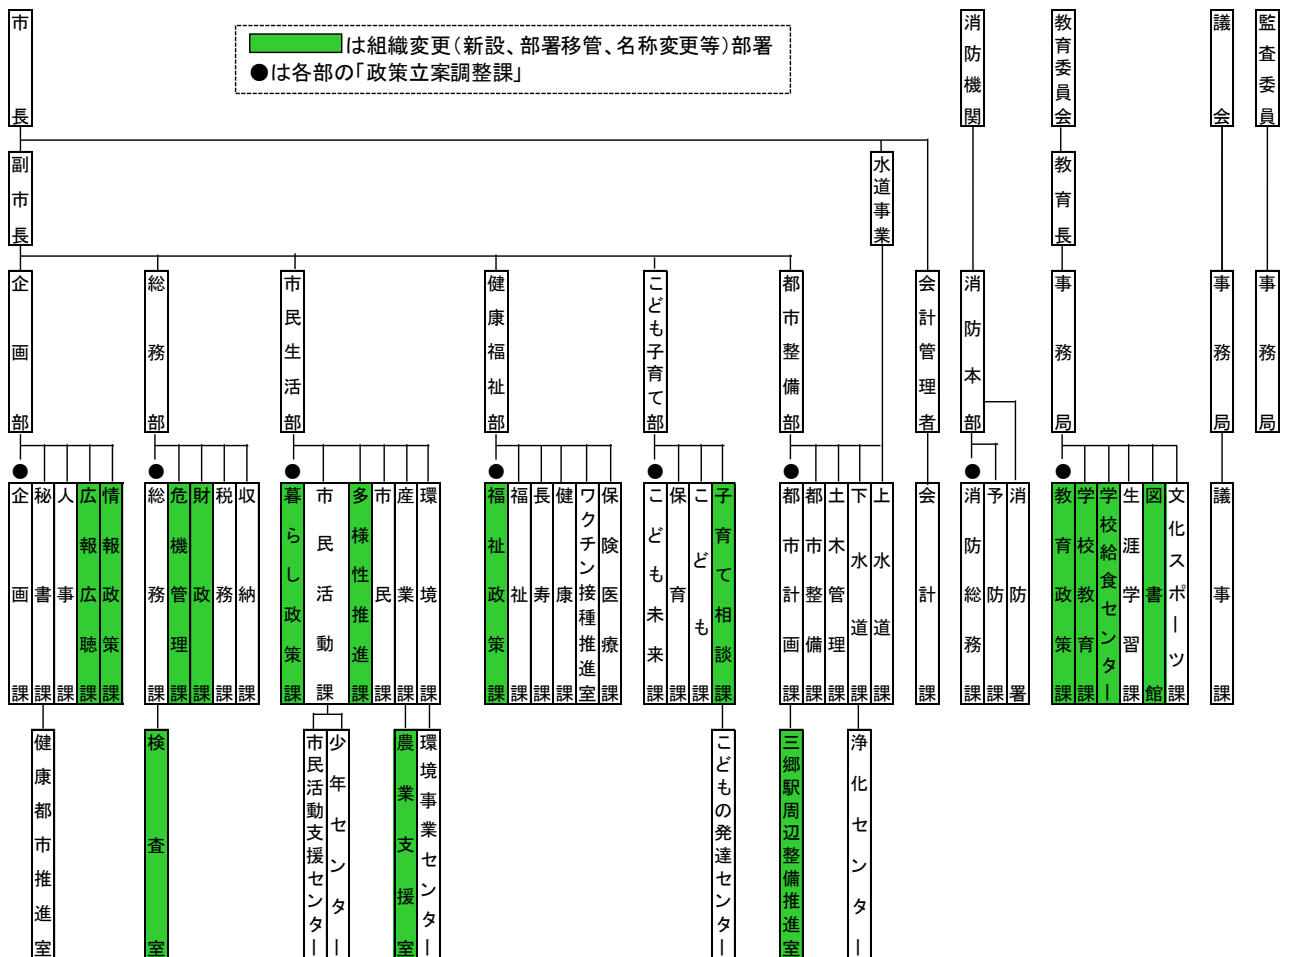 市長
消防機関
教育委員会
議会
監査委員
は組織変更(新設、部署移管、名称変更等)部署
●は各部の「政策立案調整課」
副市長
水道事業
教育長
企画部
総務部
市民生活部
健康福祉部
こども子育て部
都市整備部
会計管理者
消防本部
事務局
事務局
事務局
企画課
秘書課
人事課
広報広聴課
情報政策課
総務課
危機管理課
財政課
税務課
収納課
暮らし政策課
市民活動課
多様性推進課
市民課
産業課
環境課
福祉政策課
福祉課
長寿課
健康課
ワクチン接種推進室
保険医療課
こども未来課
保育課
こども課
子育て相談課
都市計画課
都市整備課
土木管理課
下水道課
上水道課
会計課
消防総務課
予防課
消防署
教育政策課
学校教育課
学校給食センター
生涯学習課
図書館
文化スポーツ課
議事課
健康都市推進室
検査室
市民活動支援センター
少年センター
農業支援室
環境事業センター
こどもの発達センター
三郷駅周辺整備推進室
浄化センター